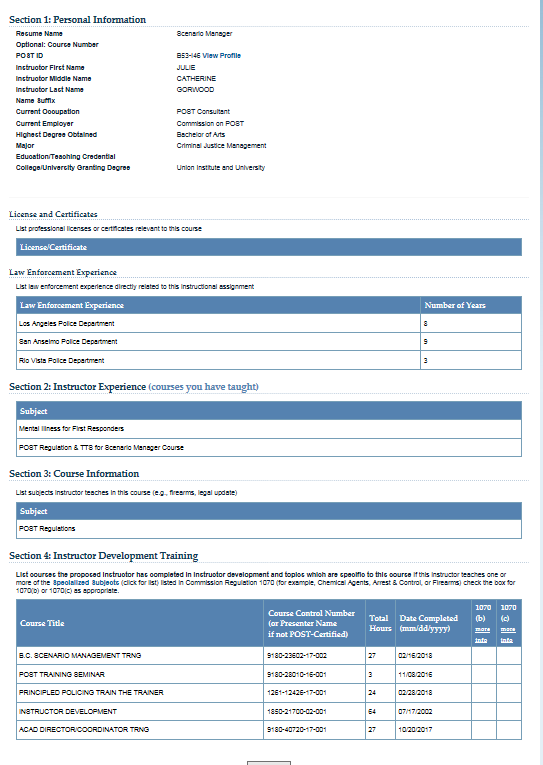 Section 1: Personal Information
Resume Name Scenario Manager
Optional: Course Number
POST ID B53-I46 View Profile
Instructor First Name JULIE
Instructor Middle Name CATHERINE
Instructor Last Name GORWOOD
Name Suffix
Current Occupation POST Consultant
Current Employer Commission on POST
Highest Degree Obtained Bachelor of Arts
Major Criminal Justice Management
Education/Teaching Credential
College/University Granting Degree Union Institute and University
License and Certificates
List professional licenses or certificates relevant to this course
License/Certificate
Law Enforcement Experience
List law enforcement experience directly related to this instructional assignment
Law Enforcement Experience Number of Years
Los Angeles Police Department 8
San Anselmo Police Department 9
Rio Vista Police Department 3
Section 2: Instructor Experience (courses you have taught)
Subject
Mental Illness for First Responders
POST Regulation & TTS for Scenario Manager Course
Section 3: Course Information
List subjects instructor teaches in this course (e.g., firearms, legal update)
Subject
POST Regulations
Section 4: Instructor Development Training
List courses the proposed instructor has completed in instructor development and topics which are specific to this course If this instructor teaches one or
more of the Specialized Subjects (click for list) listed in Commission Regulation 1070 (for example, Chemical Agents, Arrest & Control, or Firearms) check the box for
1070(b) or 1070(c) as appropriate.
Course Title Course Control Number (or Presenter Name if not POST-Certified) Total Hours Date Completed (mm/dd/yyyy) 1070 (b) more info 1070 (c) more info
B.C. SCENARIO MANAGEMENT TRNG 9180-23602-17-002 27 02/16/2018
POST TRAINING SEMINAR 9180-28010-16-001 3 11/08/2016
PRINCIPLED POLICING TRAIN THE TRAINER 1261-12426-17-001 24 02/28/2018
INSTRUCTOR DEVELOPMENT 1850-21700-02-001 64 07/17/2002
ACAD DIRECTOR/COORDINATOR TRNG 9180-40720-17-001 27 10/20/2017